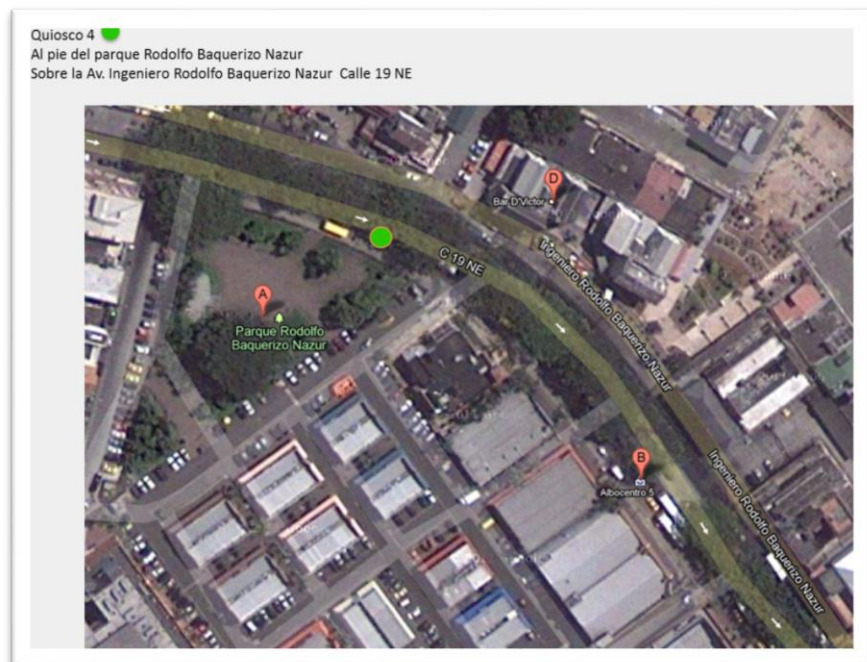 Quiosco 4
Al pie del parque Rodolfo Baquerizo Nazur
Sobre la Av. Ingeniero Rodolfo Baquerizo Nazur Calle 19 NE
D
Bar D'Victor
C 19 NE
Ingeniero Rodolfo Baquerizo Nazur
A
Parque Rodolfo
Baquerizo Nazur
B
Albocentro 5
Ingeniero Rodolfo Baquerizo Nazur